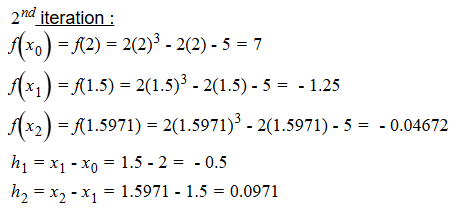 2ⁿᵈ iteration :
f(x₀) = f(2) = 2(2)³ - 2(2) - 5 = 7
f(x₁) = f(1.5) = 2(1.5)³ - 2(1.5) - 5 = - 1.25
f(x₂) = f(1.5971) = 2(1.5971)³ - 2(1.5971) - 5 = - 0.04672
h₁ = x₁ - x₀ = 1.5 - 2 = - 0.5
h₂ = x₂ - x₁ = 1.5971 - 1.5 = 0.0971